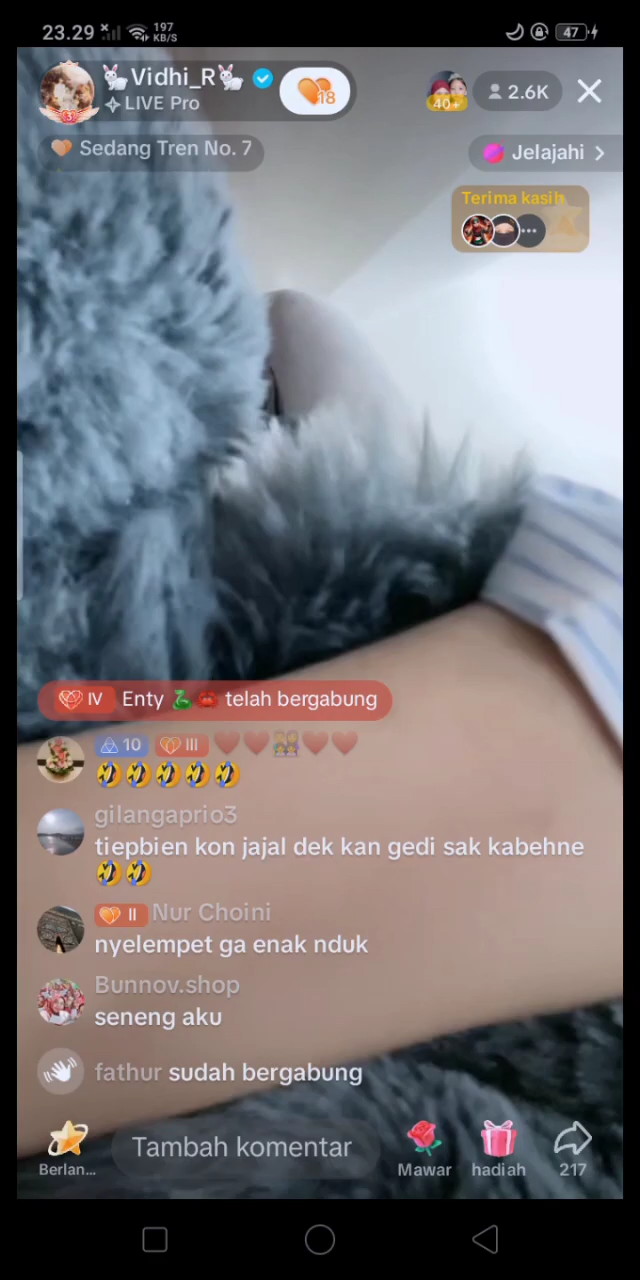 23.29
197
KB/S
47
Vidhi_R
LIVE Pro
18
40+
2.6K
Sedang Tren No. 7
Jelajahi
Terima kasih
IV Enty telah bergabung
10 III
gilangaprio3
tiepbien kon jajal dek kan gedi sak kabehne
II Nur Choini
nyelempet ga enak nduk
Bunnov.shop
seneng aku
fathur sudah bergabung
Berlan...
Tambah komentar
Mawar
hadiah
217